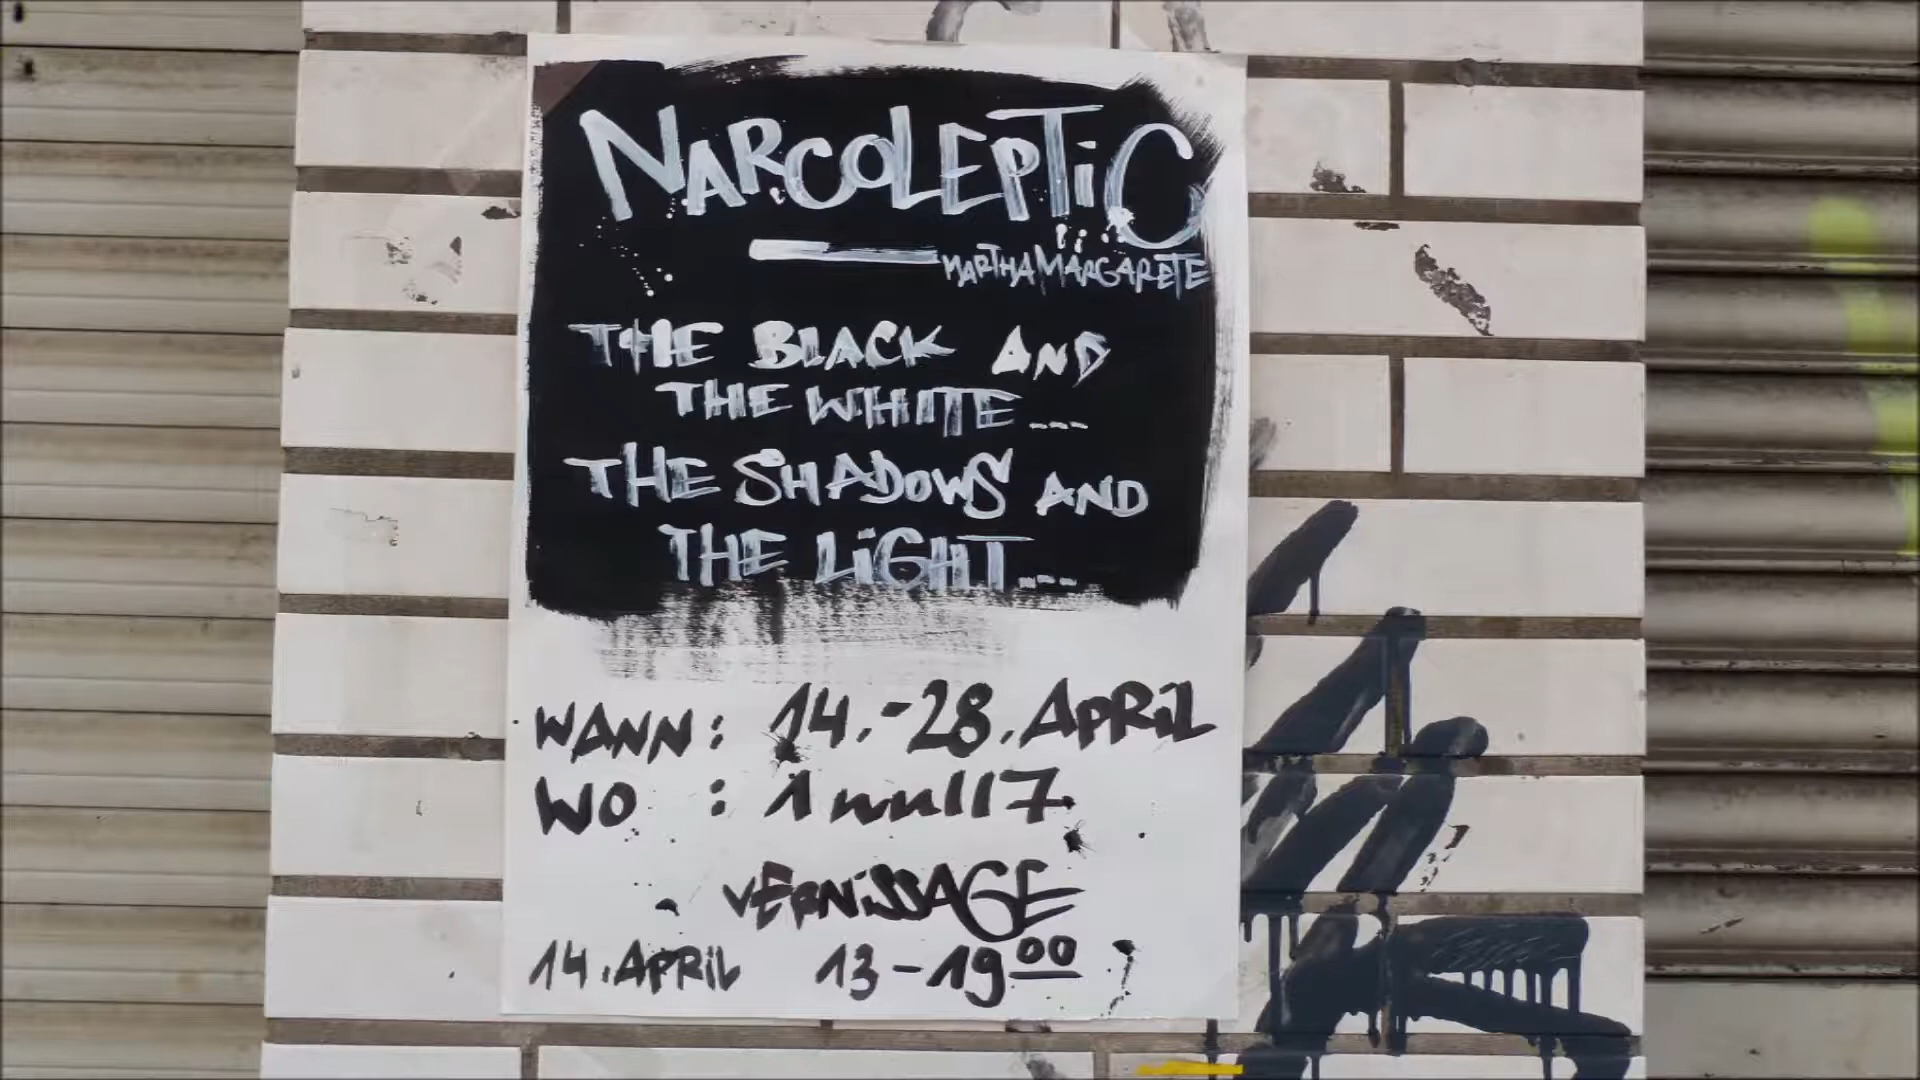 NARCOLEPTiC
MARTHA MARGARETE
THE BLACK AND
THE WHITE...
THE SHADOWS AND
THE LiGHT...
WANN: 14.-28. APRiL
WO :
VERNiSSAGE
14. APRiL 13-19 00